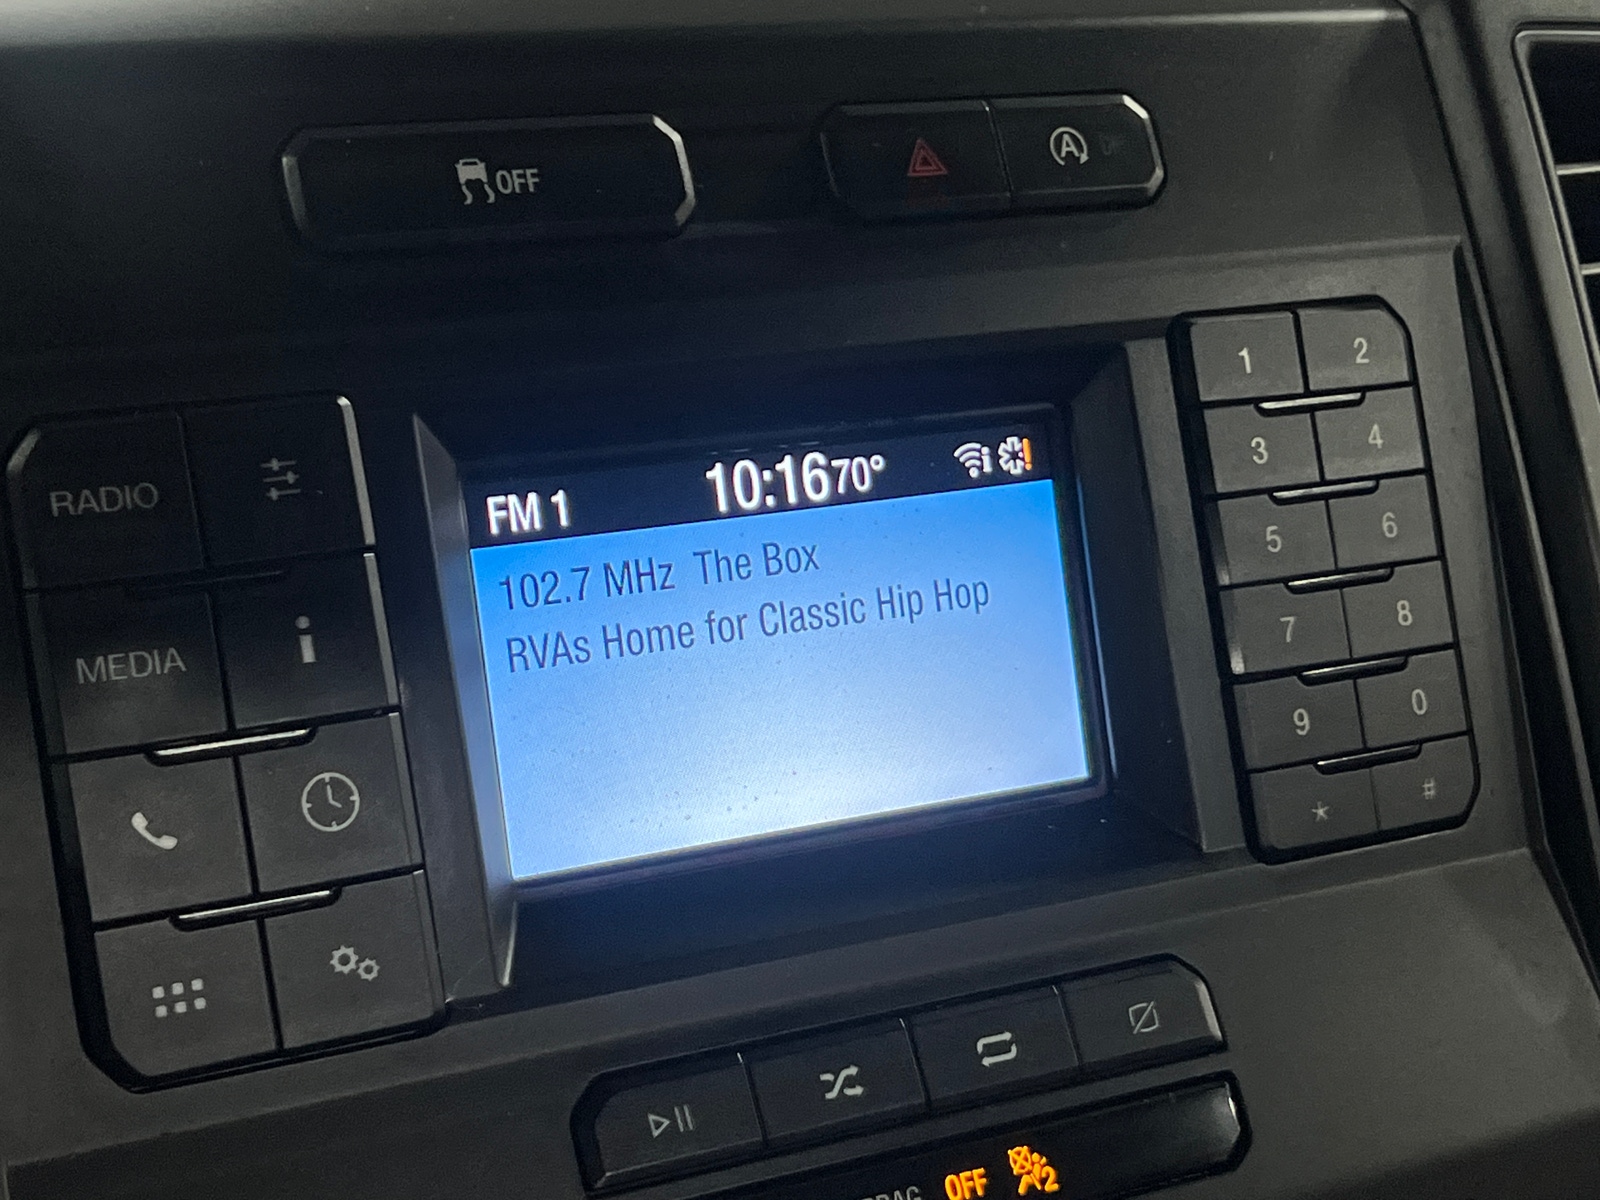 OFF
A
FM 1 10:16 70°
102.7 MHz The Box
RVAs Home for Classic Hip Hop
RADIO
MEDIA
i
1 2
3 4
5 6
7 8
9 0
* #
OFF 2